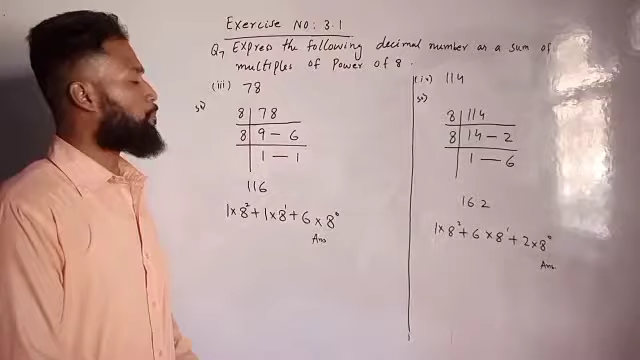 Exercise NO: 3.1
Q, Express the following decimal number as a sum of
multiples of Power of 8.
(iii) 78
8 | 78
8 | 9 - 6
1 - 1
116
1 × 8² + 1 × 8¹ + 6 × 8⁰
Ans
(iv) 114
8 | 114
8 | 14 - 2
1 - 6
162
1 × 8² + 6 × 8¹ + 2 × 8⁰
Ans